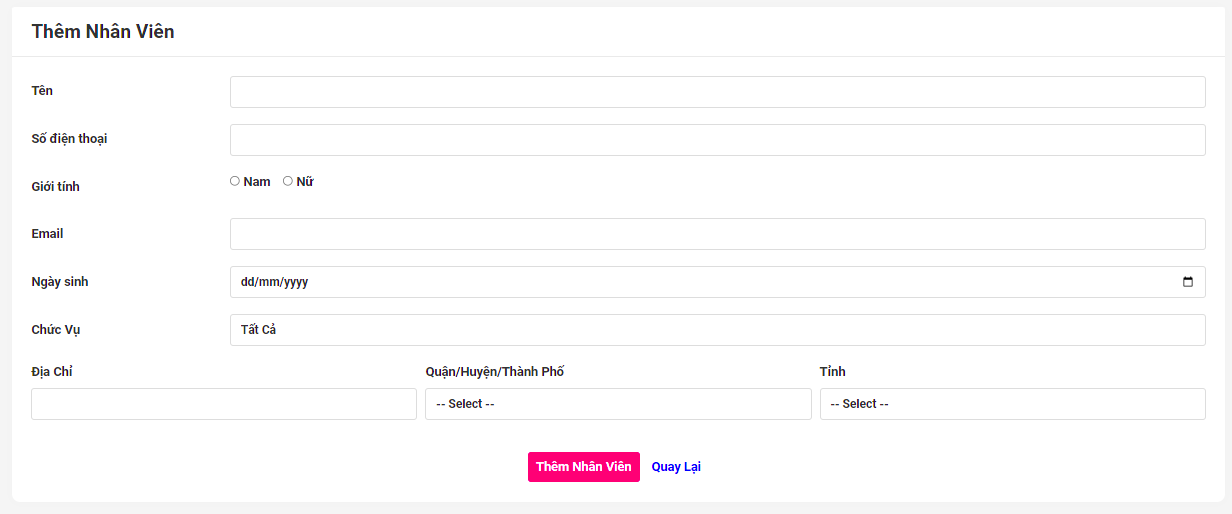 Thêm Nhân Viên
Tên
Số điện thoại
Giới tính
Nam Nữ
Email
Ngày sinh
dd/mm/yyyy
Chức Vụ
Tất Cả
Địa Chỉ Quận/Huyện/Thành Phố Tỉnh
-- Select -- -- Select --
Thêm Nhân Viên Quay Lại